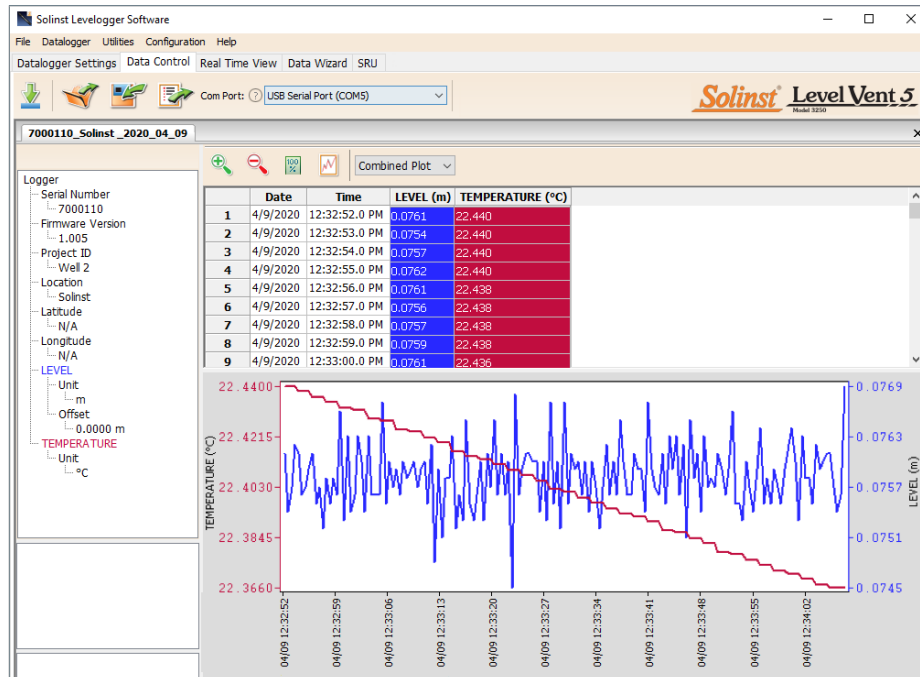 Solinst Levelogger Software
File Datalogger Utilities Configuration Help
Datalogger Settings Data Control Real Time View Data Wizard SRU
Com Port: ? USB Serial Port (COM5)
Solinst® LevelVent 5
Model 3250
7000110_Solinst _2020_04_09
100 %
Combined Plot
Logger
Serial Number
7000110
Firmware Version
1.005
Project ID
Well 2
Location
Solinst
Latitude
N/A
Longitude
N/A
LEVEL
Unit
m
Offset
0.0000 m
TEMPERATURE
Unit
°C
Date Time LEVEL (m) TEMPERATURE (°C)
1 4/9/2020 12:32:52.0 PM 0.0761 22.440
2 4/9/2020 12:32:53.0 PM 0.0754 22.440
3 4/9/2020 12:32:54.0 PM 0.0757 22.440
4 4/9/2020 12:32:55.0 PM 0.0762 22.440
5 4/9/2020 12:32:56.0 PM 0.0761 22.438
6 4/9/2020 12:32:57.0 PM 0.0756 22.438
7 4/9/2020 12:32:58.0 PM 0.0757 22.438
8 4/9/2020 12:32:59.0 PM 0.0759 22.438
9 4/9/2020 12:33:00.0 PM 0.0761 22.436
TEMPERATURE (°C)
22.4400
22.4215
22.4030
22.3845
22.3660
0.0769
0.0763
0.0757
0.0751
0.0745
LEVEL (m)
04/09 12:32:52
04/09 12:32:59
04/09 12:33:06
04/09 12:33:13
04/09 12:33:20
04/09 12:33:27
04/09 12:33:34
04/09 12:33:41
04/09 12:33:48
04/09 12:33:55
04/09 12:34:02